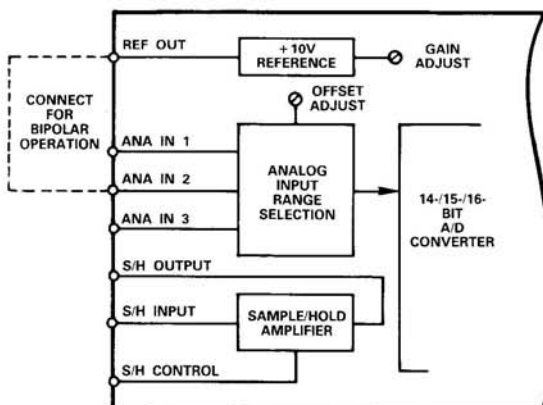 REF OUT
+10V
REFERENCE
GAIN
ADJUST
OFFSET
ADJUST
CONNECT
FOR
BIPOLAR
OPERATION
ANA IN 1
ANA IN 2
ANA IN 3
ANALOG
INPUT
RANGE
SELECTION
14-/15-/16-
BIT
A/D
CONVERTER
S/H OUTPUT
S/H INPUT
SAMPLE/HOLD
AMPLIFIER
S/H CONTROL